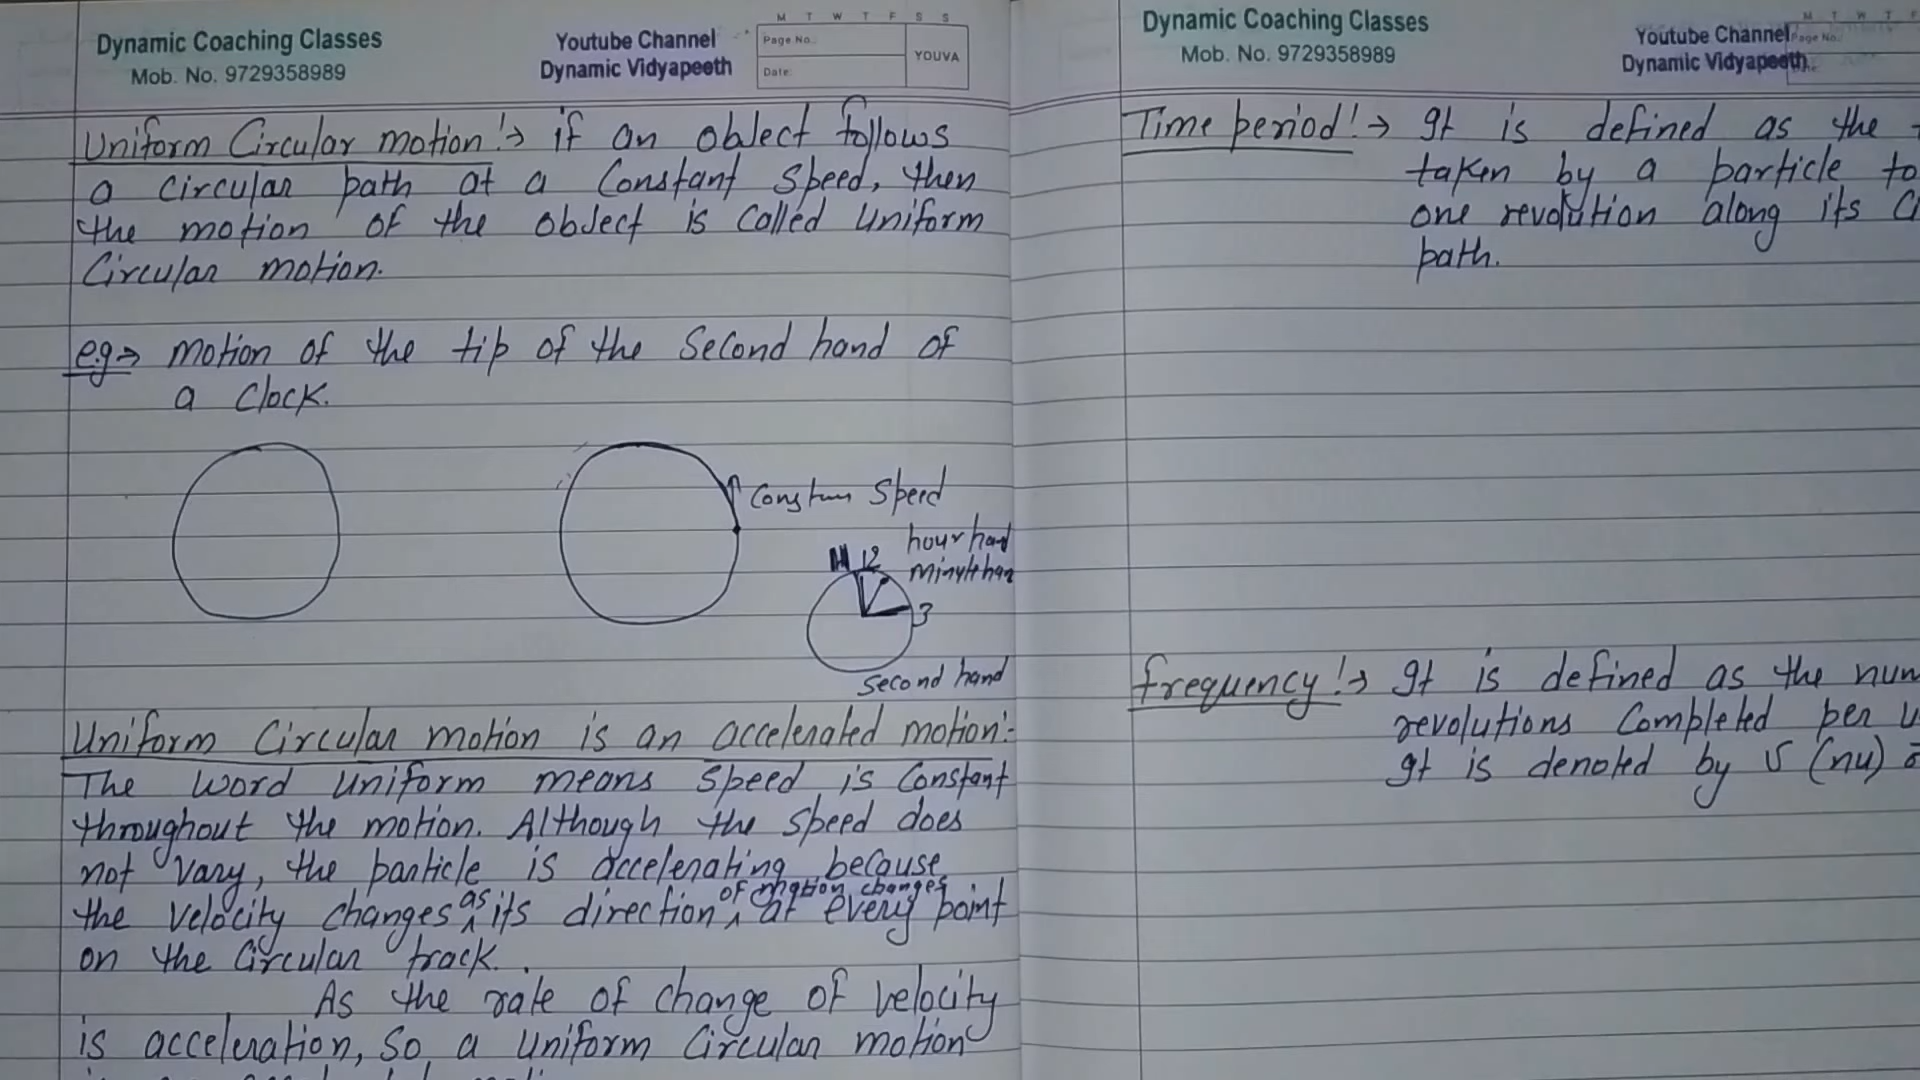 Dynamic Coaching Classes
Mob. No. 9729358989
Youtube Channel
Dynamic Vidyapeeth
M T W T F S S
Page No.:
Date:
YOUVA
Uniform Circular motion :→ if an object follows
a circular path at a constant speed, then
the motion of the object is called uniform
Circular motion.
e.g→ motion of the tip of the second hand of
a clock.
Speed
hour hand
12
3
Second hand
Uniform Circular motion is an accelerated motion:-
The word uniform means speed is constant
throughout the motion. Although the speed does
not vary, the particle is accelerating because
the velocity changes as its direction of motion changes at every point
on the circular track.
As the rate of change of velocity
is acceleration, so, a uniform circular motion
Dynamic Coaching Classes
Mob. No. 9729358989
Youtube Channel
Dynamic Vidyapeeth
Page No.
Time period :→ It is defined as the
taken by a particle to
one revolution along its
path.
frequency :→ It is defined as the
revolutions completed per
It is denoted by υ (nu)